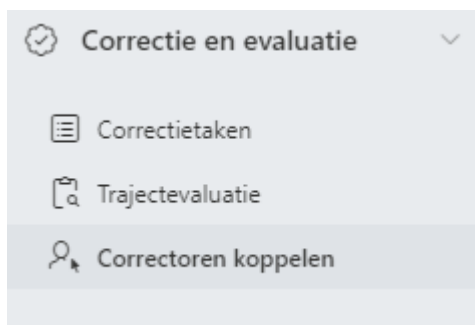 Correctie en evaluatie
Correctietaken
Trajectevaluatie
Correctoren koppelen